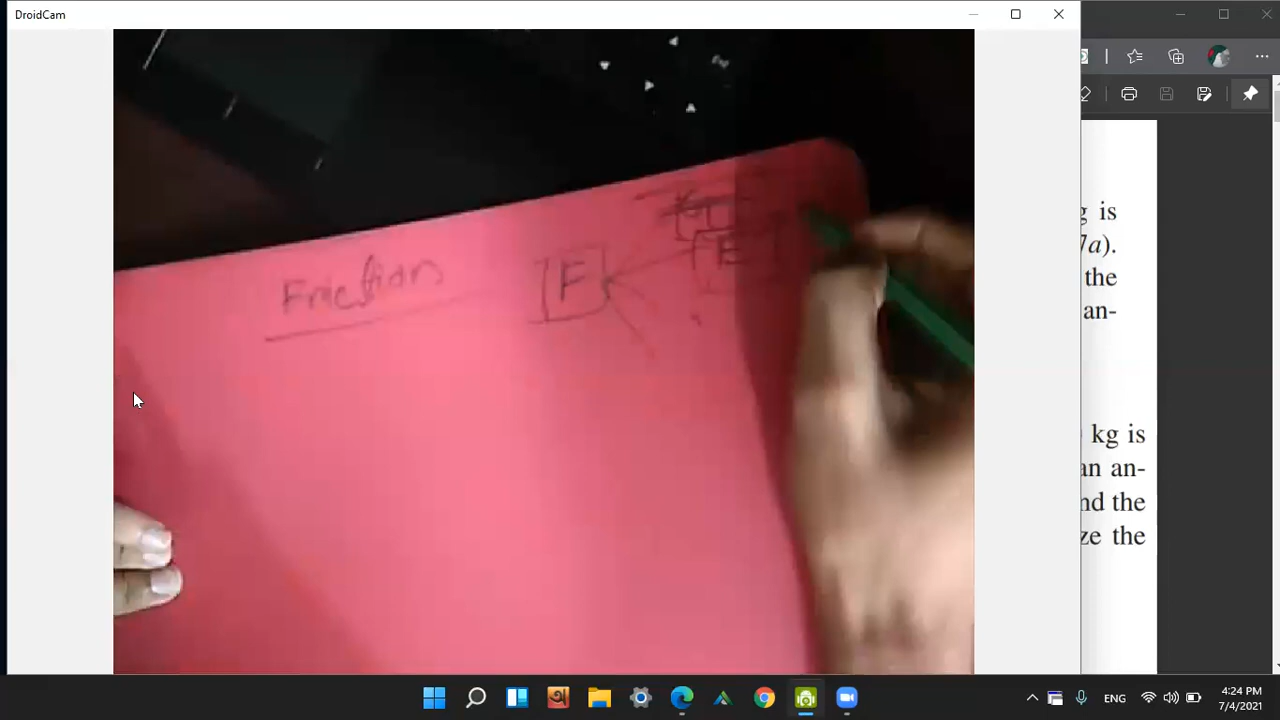 DroidCam
Friction
F
E
g is
7a).
the
an-
kg is
an an-
nd the
ze the
ENG
4:24 PM
7/4/2021